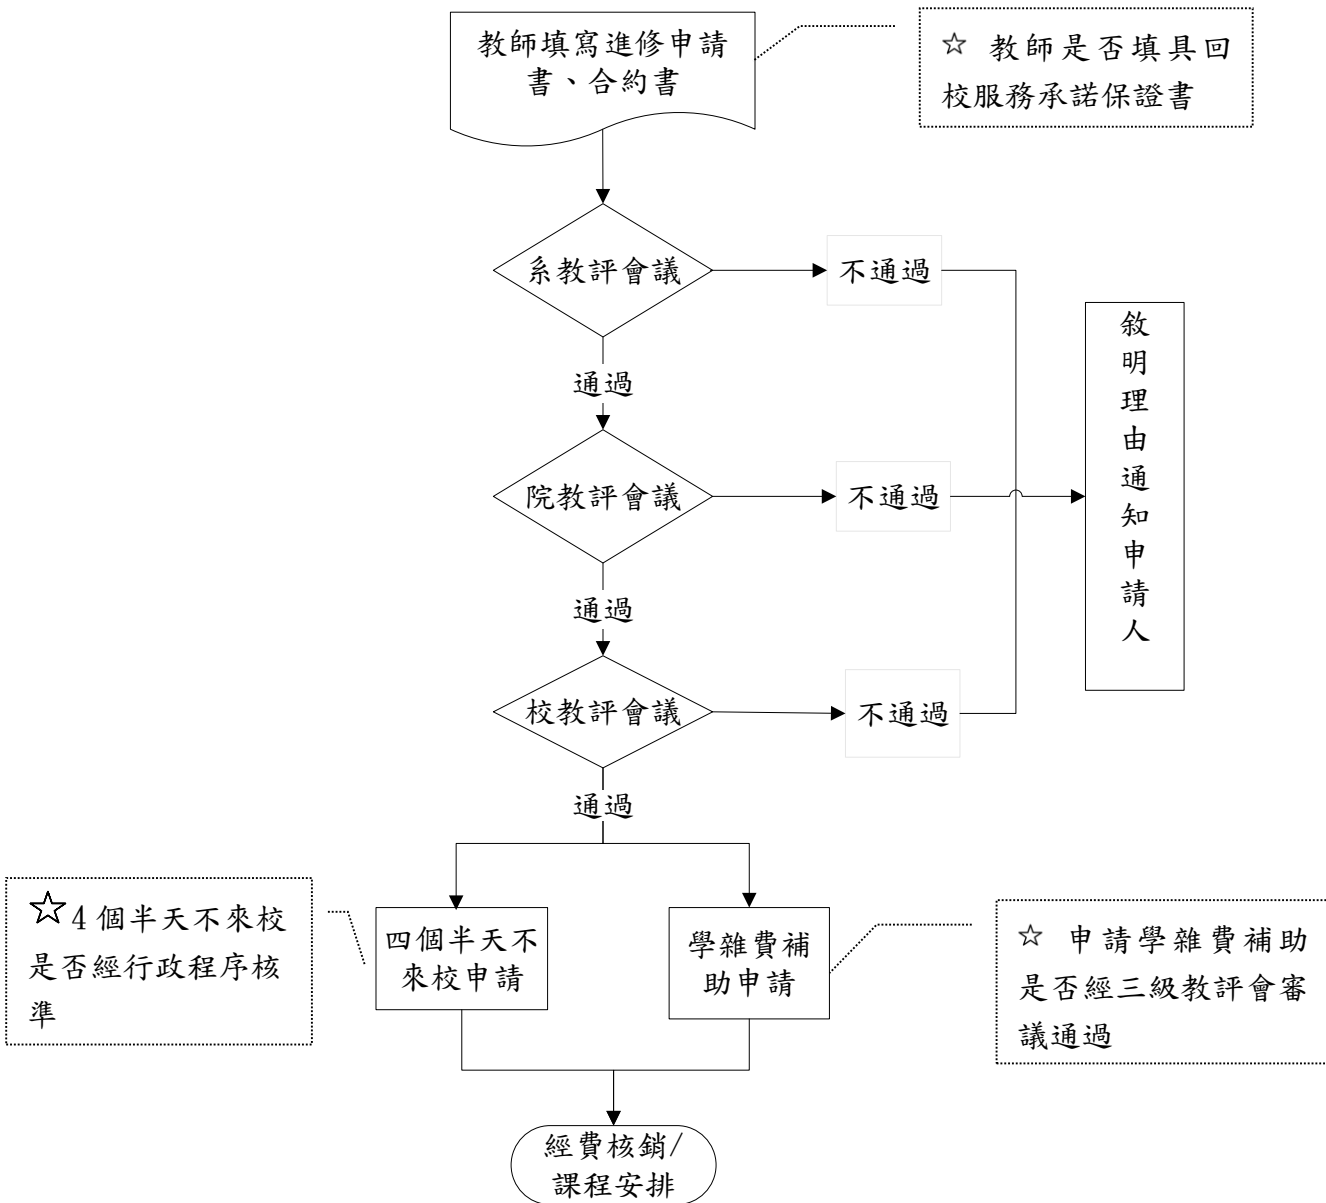 教師填寫進修申請
書、合約書
☆ 教師是否填具回
校服務承諾保證書
系教評會議
不通過
通過
院教評會議
不通過
敘
明
理
由
通
知
申
請
人
通過
校教評會議
不通過
通過
☆4 個半天不來校
是否經行政程序核
準
四個半天不
來校申請
學雜費補
助申請
☆ 申請學雜費補助
是否經三級教評會審
議通過
經費核銷/
課程安排